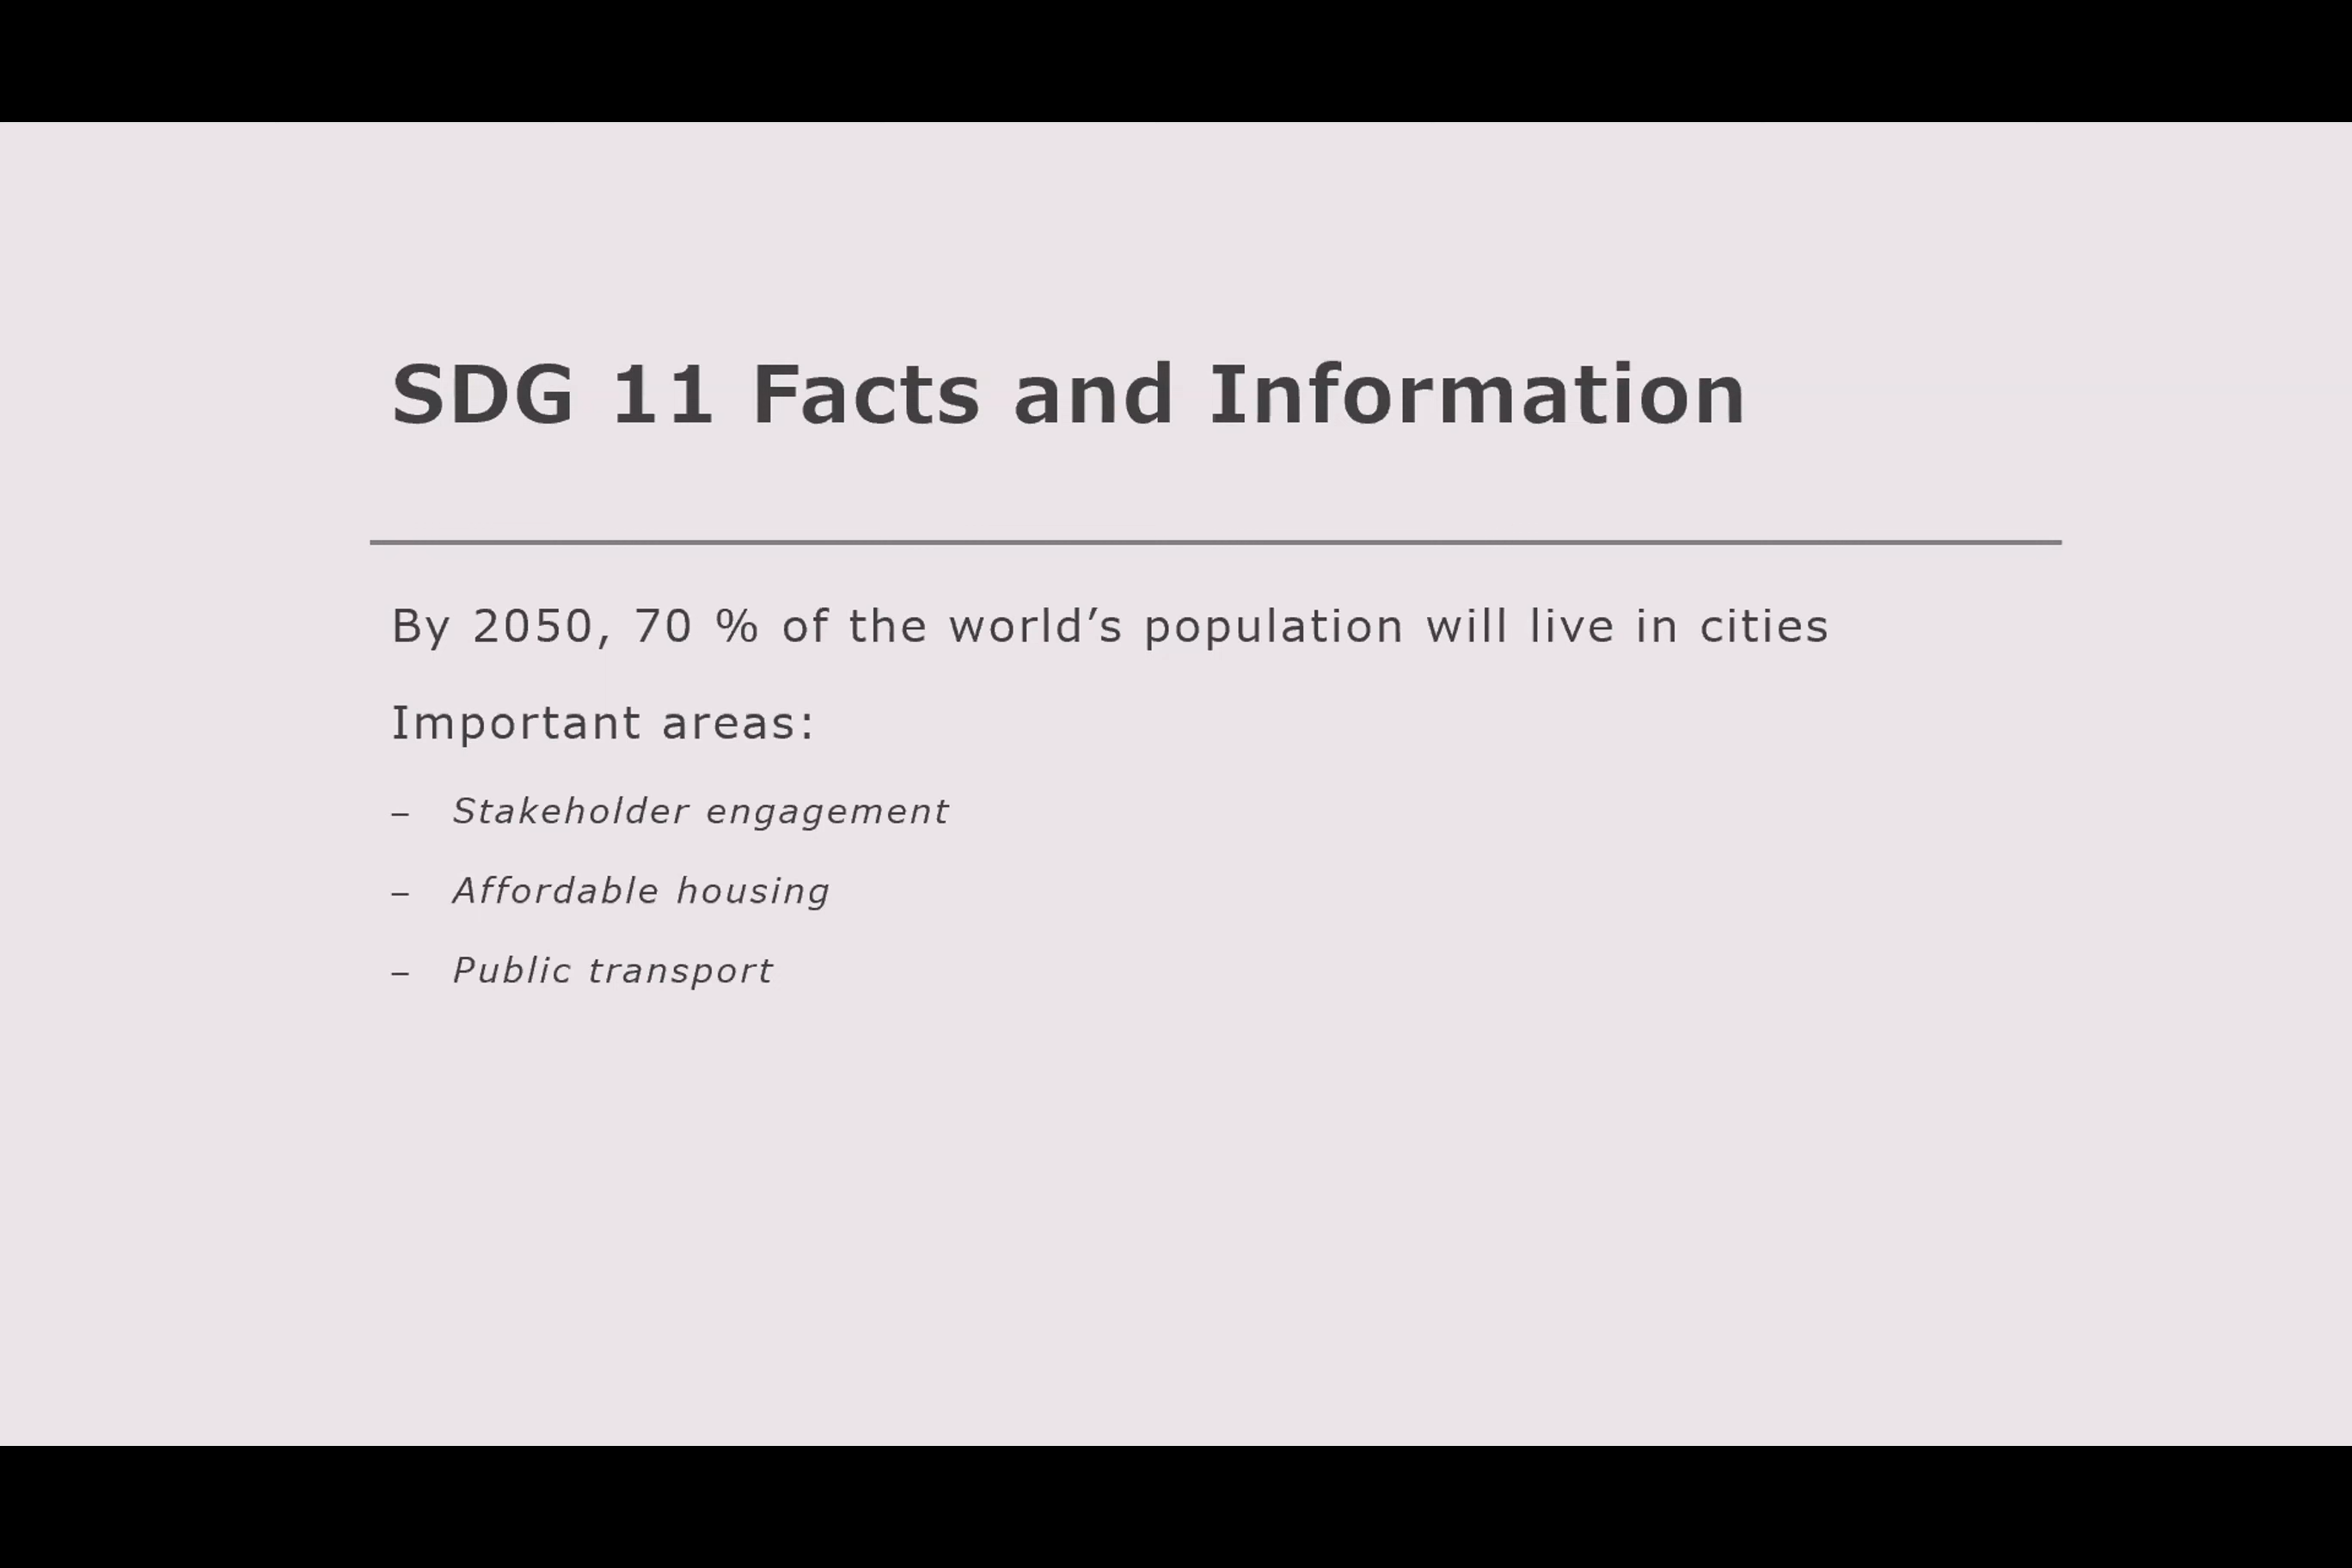 SDG 11 Facts and Information
By 2050, 70 % of the world’s population will live in cities
Important areas:
– Stakeholder engagement
– Affordable housing
– Public transport